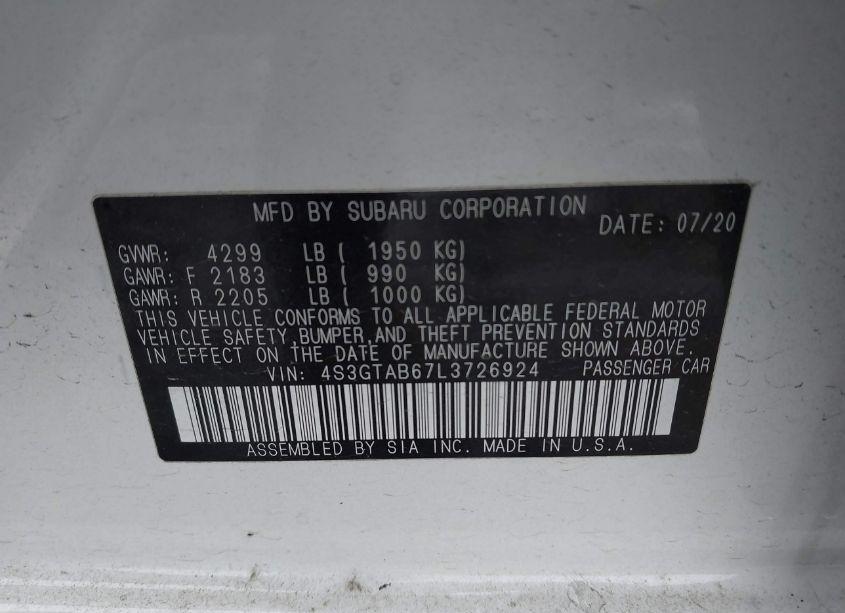 MFD BY SUBARU CORPORATION
DATE: 07/20
GVWR: 4299 LB ( 1950 KG)
GAWR: F 2183 LB ( 990 KG)
GAWR: R 2205 LB ( 1000 KG)
THIS VEHICLE CONFORMS TO ALL APPLICABLE FEDERAL MOTOR
VEHICLE SAFETY, BUMPER, AND THEFT PREVENTION STANDARDS
IN EFFECT ON THE DATE OF MANUFACTURE SHOWN ABOVE.
VIN: 4S3GTAB67L3726924 PASSENGER CAR
ASSEMBLED BY SIA INC. MADE IN U.S.A.